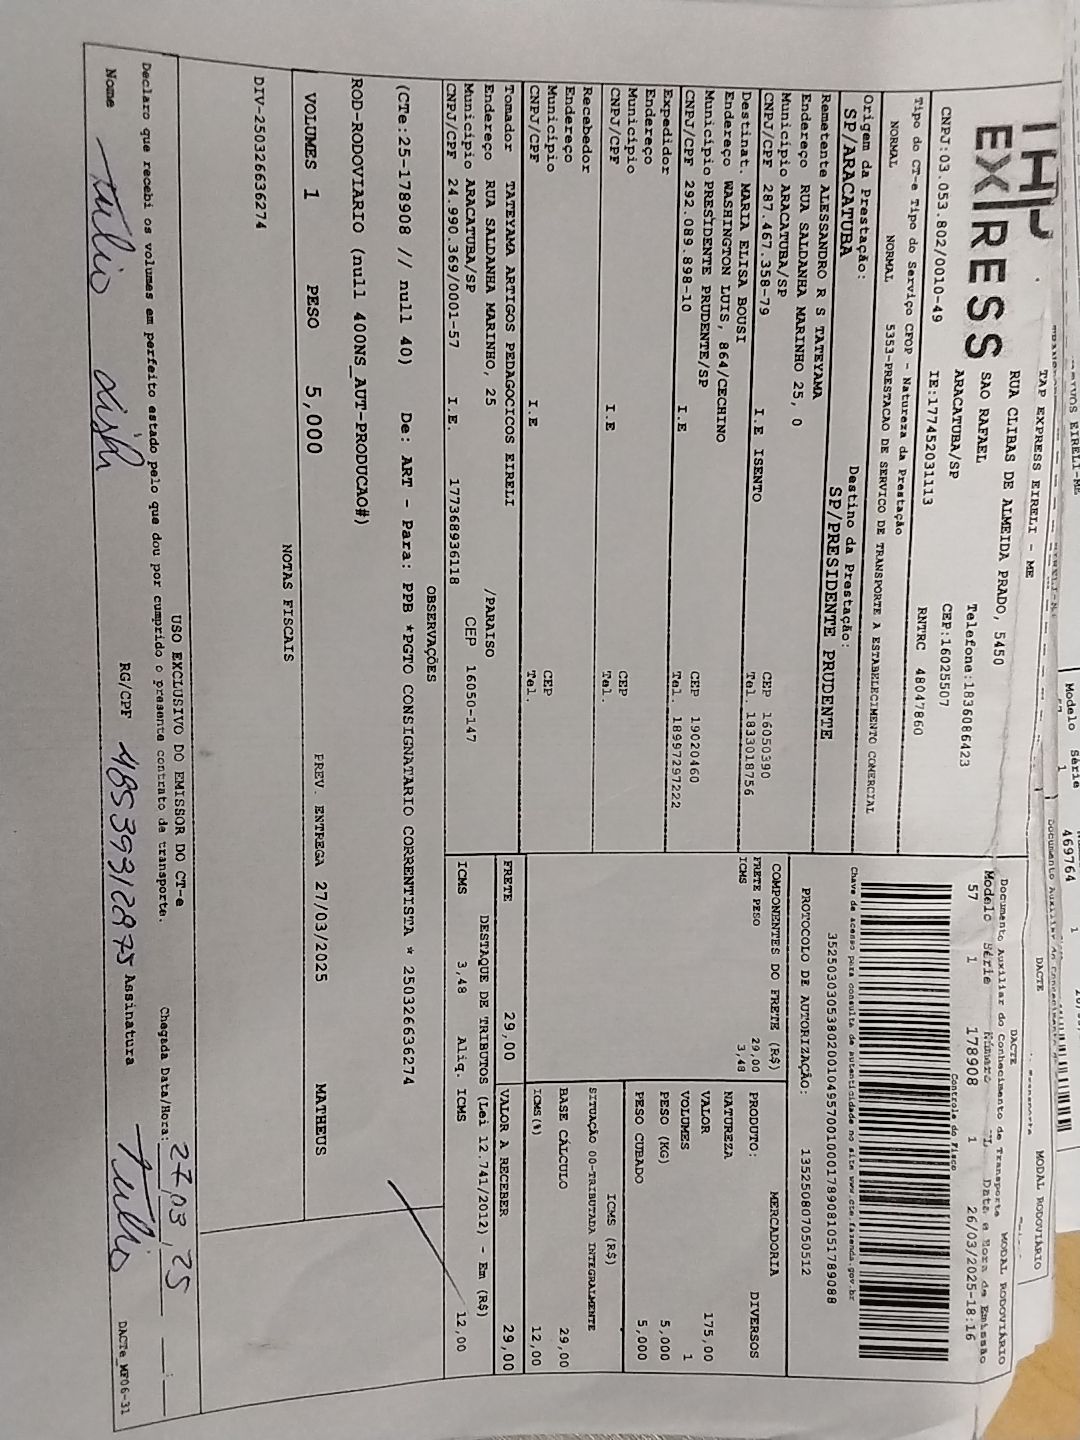 TAP EXPRESS EIRELI - ME
EXPRESS
RUA CLIBAS DE ALMEIDA PRADO, 5450
SAO RAFAEL
ARACATUBA/SP
Telefone:1836086423
CEP:16025507
CNPJ:03.053.802/0010-49 IE:177452031113 RNTRC 48047860
Tipo do CT-e Tipo do Serviço CFOP - Natureza da Prestação
NORMAL NORMAL 5353-PRESTACAO DE SERVICO DE TRANSPORTE A ESTABELECIMENTO COMERCIAL
Origem da Prestação: Destino da Prestação:
SP/ARACATUBA SP/PRESIDENTE PRUDENTE
Remetente ALESSANDRO R S TATEYAMA
Endereço RUA SALDANHA MARINHO 25, 0
Município ARACATUBA/SP CEP 16050390
CNPJ/CPF 287.467.358-79 I.E ISENTO Tel. 1833018756
Destinat. MARIA ELISA BOUSI
Endereço WASHINGTON LUIS, 864/CECHINO
Município PRESIDENTE PRUDENTE/SP CEP 19020460
CNPJ/CPF 292.089.898-10 I.E Tel. 18997297222
Expedidor
Endereço
Município CEP
CNPJ/CPF I.E Tel.
Recebedor
Endereço
Município CEP
CNPJ/CPF I.E Tel.
Tomador TATEYAMA ARTIGOS PEDAGOCICOS EIRELI
Endereço RUA SALDANHA MARINHO, 25 /PARAISO
Município ARACATUBA/SP CEP 16050-147
CNPJ/CPF 24.990.369/0001-57 I.E. 177368936118
DACTE MODAL RODOVIÁRIO
Documento Auxiliar do Conhecimento de Transporte
Modelo Série Número Data e Hora de Emissão
57 1 178908 1 26/03/2025-18:16
Controle do Fisco
Chave de acesso para consulta de autenticidade no site www.cte.fazenda.gov.br
35250303053802001049570010001789081051789088
PROTOCOLO DE AUTORIZAÇÃO: 135250807050512
COMPONENTES DO FRETE (R$)
FRETE PESO 29,00
ICMS 3,48
MERCADORIA
PRODUTO: DIVERSOS
NATUREZA
VALOR 175,00
VOLUMES 1
PESO (KG) 5,000
PESO CUBADO 5,000
ICMS (R$)
SITUAÇÃO 00-TRIBUTADA INTEGRALMENTE
BASE CÁLCULO 29,00
ICMS(%) 12,00
FRETE 29,00 VALOR A RECEBER 29,00
DESTAQUE DE TRIBUTOS (Lei 12.741/2012) - Em (R$)
ICMS 3,48 Aliq. ICMS 12,00
OBSERVAÇÕES
(CTe:25-178908 // null 40) De: ART - Para: PPB *PGTO CONSIGNATARIO CORRENTISTA * 250326636274
ROD-RODOVIARIO (null 400NS_AUT-PRODUCAO#)
VOLUMES 1 PESO 5,000 PREV. ENTREGA 27/03/2025 MATHEUS
NOTAS FISCAIS
DIV-250326636274
USO EXCLUSIVO DO EMISSOR DO CT-e
Declaro que recebi os volumes em perfeito estado pelo que dou por cumprido o presente contrato de transporte. Chegada Data/Hora: 27/03/25
Nome Tulio RG/CPF 48539312875 Assinatura Tulio
DACTe_MF06-31